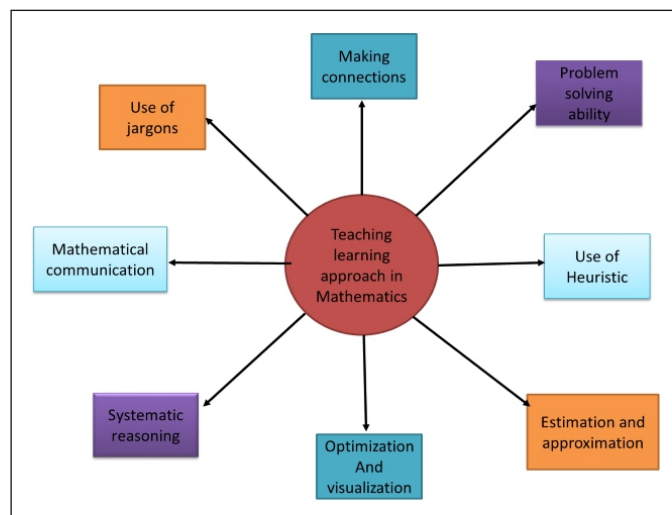 Making
connections
Problem
solving
ability
Use of
jargons
Teaching
learning
approach in
Mathematics
Mathematical
communication
Use of
Heuristic
Systematic
reasoning
Estimation and
approximation
Optimization
And
visualization